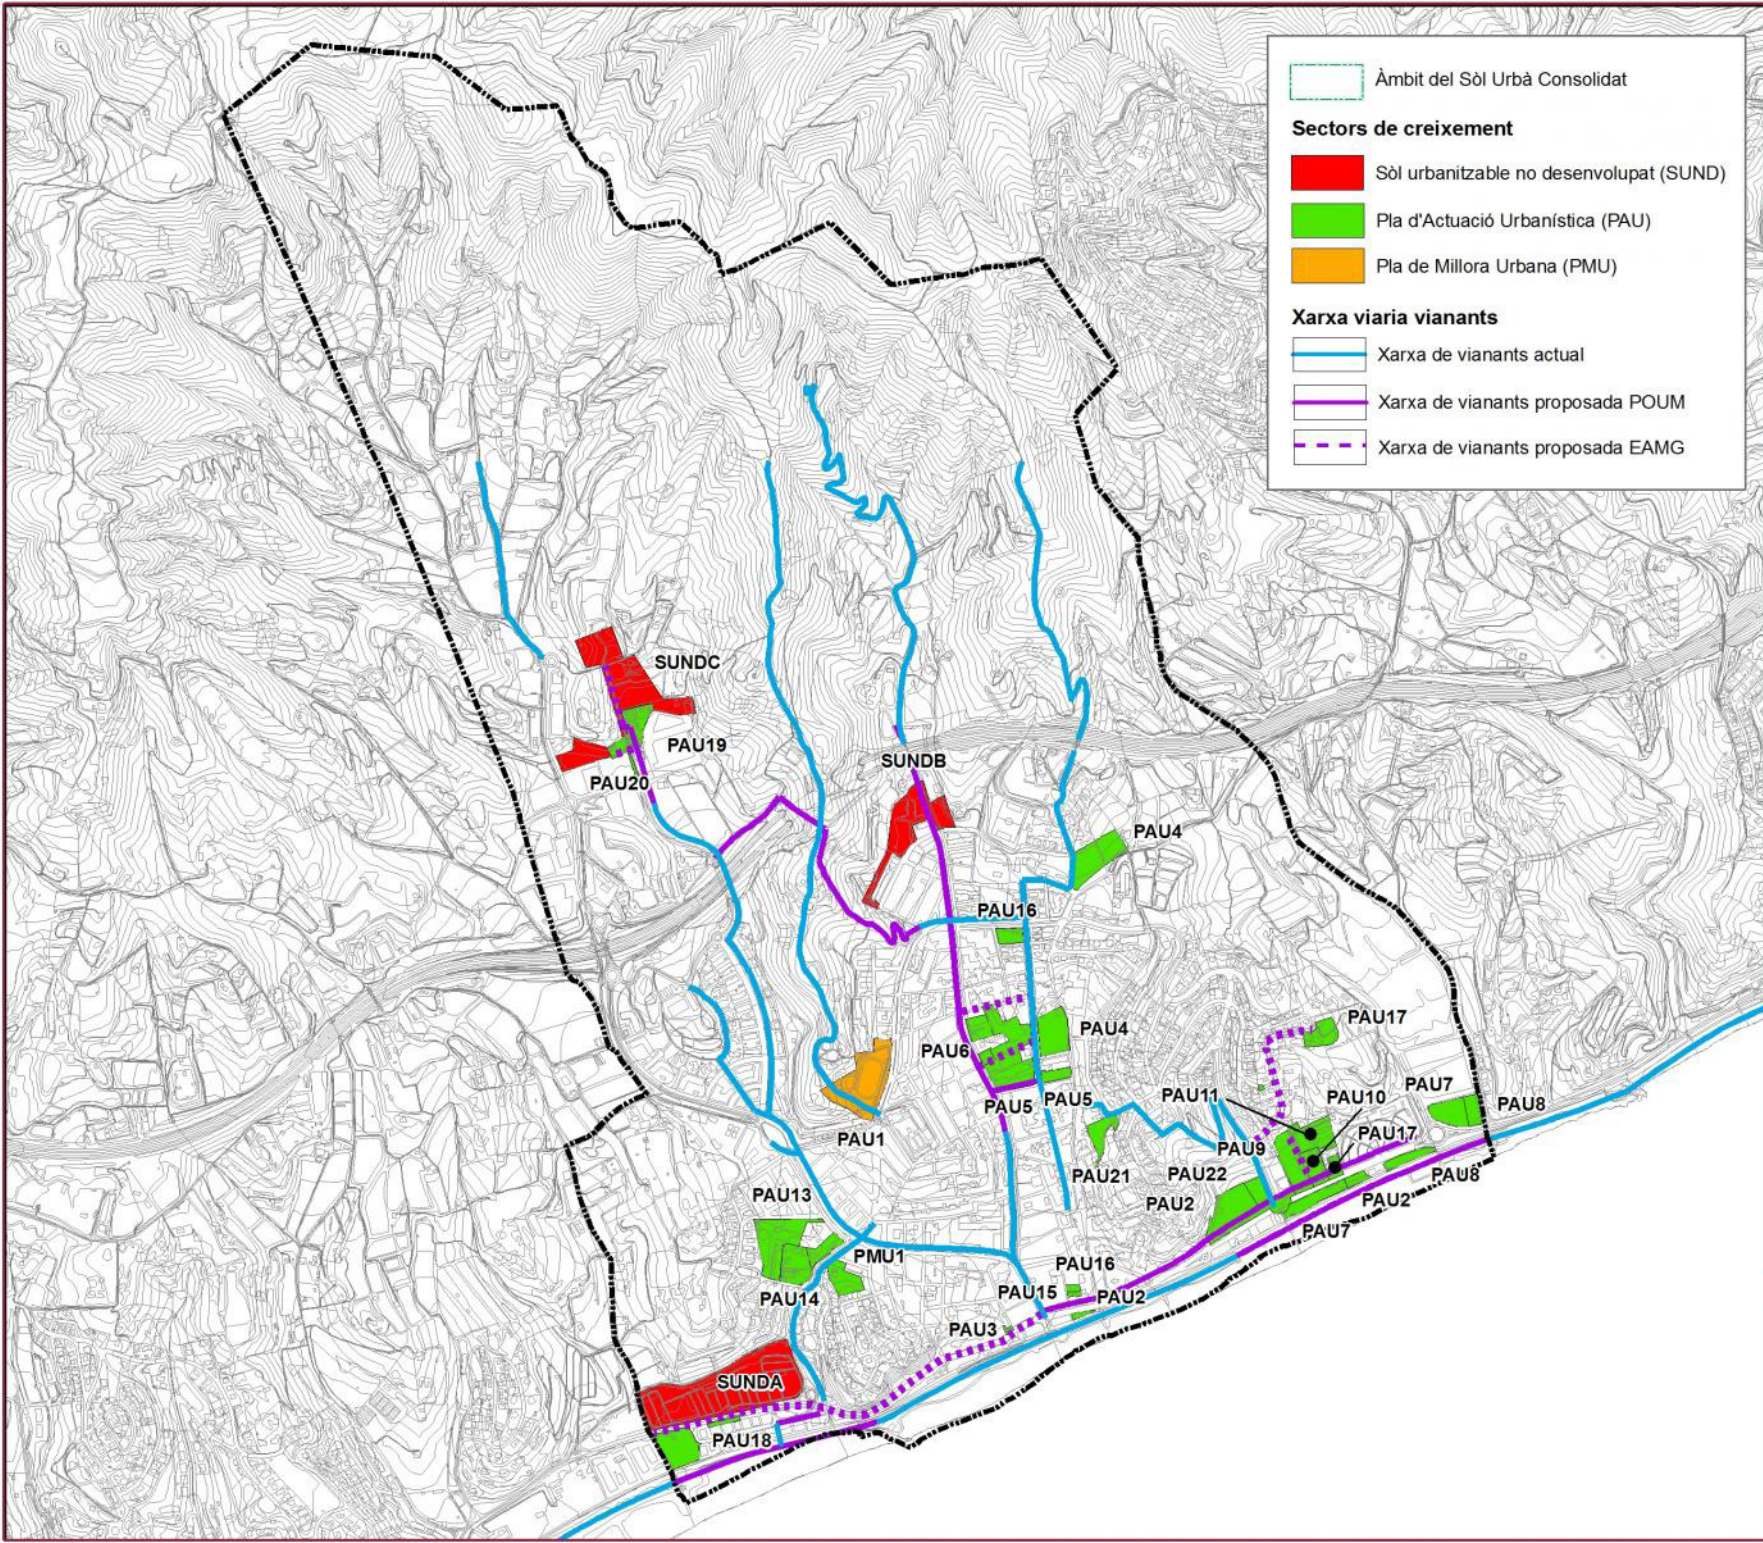 Àmbit del Sòl Urbà Consolidat
Sectors de creixement
Sòl urbanitzable no desenvolupat (SUND)
Pla d'Actuació Urbanística (PAU)
Pla de Millora Urbana (PMU)
Xarxa viaria vianants
Xarxa de vianants actual
Xarxa de vianants proposada POUM
Xarxa de vianants proposada EAMG
SUNDC
PAU19
PAU20
SUNDB
PAU4
PAU16
PAU17
PAU4
PAU6
PAU7
PAU11
PAU10
PAU5
PAU5
PAU8
PAU1
PAU17
PAU9
PAU22
PAU21
PAU8
PAU13
PAU2
PAU2
PAU7
PMU1
PAU16
PAU15
PAU2
PAU14
PAU3
SUNDA
PAU18